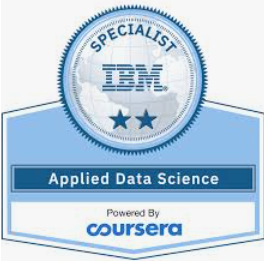 SPECIALIST
IBM
Applied Data Science
Powered By
coursera